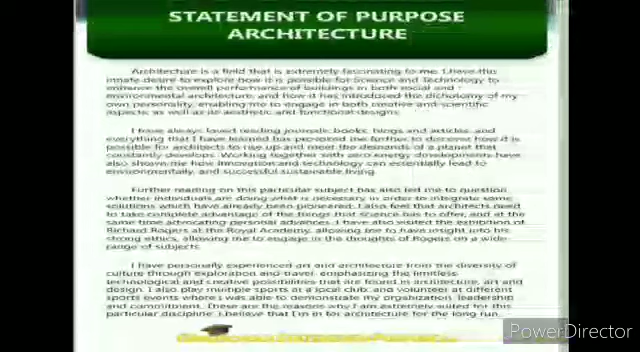 STATEMENT OF PURPOSE
ARCHITECTURE
Architecture is a field that is extremely fascinating to me. I have this
innate desire to explore how it is possible for Science and Technology to
enhance the overall performance of buildings in both social and
environmental architecture, and how it has introduced the dichotomy of my
own personality, enabling me to engage in both creative and scientific
aspects, as well as its aesthetic and functional designs.
I have always loved reading journals, books, blogs and articles, and
everything that I have learned has prompted me further to discover how it is
possible for architects to rise up and meet the demands of a planet that
constantly develops. Working together with zero energy developments have
also shown me how innovation and technology can essentially lead to
environmentally, and successful sustainable living.
Further reading on this particular subject has also led me to question
whether individuals are doing what is necessary in order to integrate some
solutions which have already been pioneered. I also feel that architects need
to take complete advantage of the things that science has to offer, and at the
same time advocating personal advances. I have also visited the exhibition of
Richard Rogers at the Royal Academy, allowing me to have insight into his
strong ethics, allowing me to engage in the thoughts of Rogers on a wide
range of subjects.
I have personally experienced art and architecture from the diversity of
culture through exploration and travel, emphasizing the limitless
technological and creative possibilities that are found in architecture, art and
design. I also play multiple sports at a local club, and volunteer at different
sports events where I was able to demonstrate my organization, leadership
and commitment. These are the reasons why I am extremely suited for this
particular discipline. I believe that I'm in for architecture for the long run.
PowerDirector